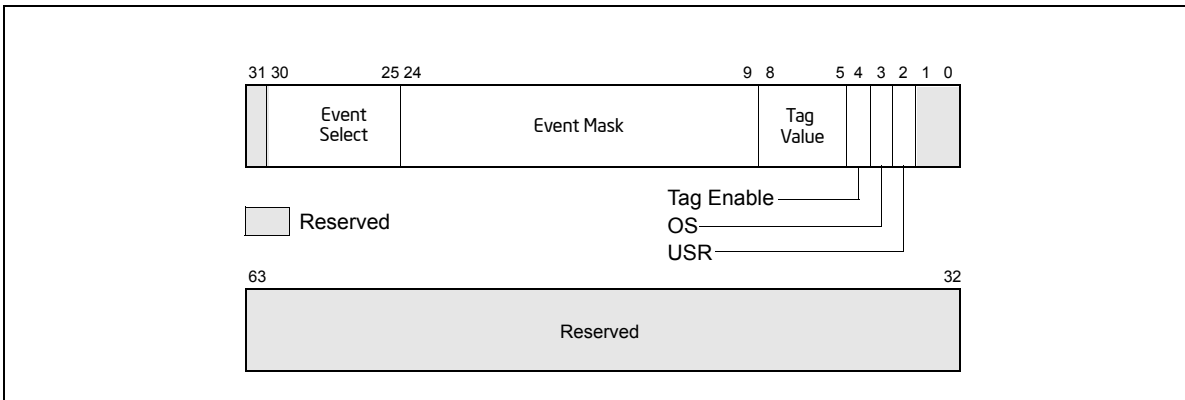 31 30 25 24 9 8 5 4 3 2 1 0
Event
Select
Event Mask
Tag
Value
Tag Enable
OS
USR
Reserved
63 32
Reserved